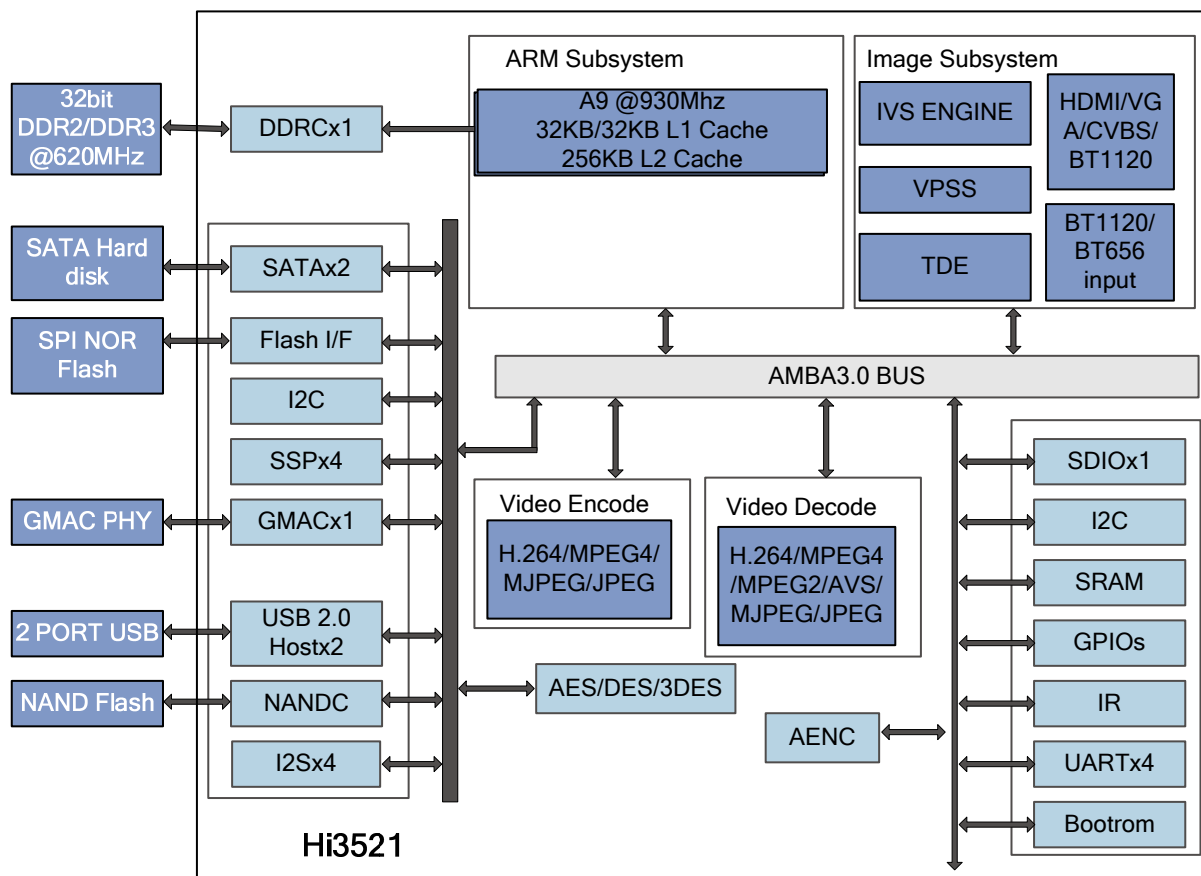 ARM Subsystem
A9 @930Mhz
32KB/32KB L1 Cache
256KB L2 Cache
Image Subsystem
IVS ENGINE
VPSS
TDE
HDMI/VG
A/CVBS/
BT1120
BT1120/
BT656
input
32bit
DDR2/DDR3
@620MHz
DDRCx1
SATA Hard
disk
SATAx2
SPI NOR
Flash
Flash I/F
I2C
SSPx4
GMAC PHY
GMACx1
2 PORT USB
USB 2.0
Hostx2
NAND Flash
NANDC
I2Sx4
AMBA3.0 BUS
Video Encode
H.264/MPEG4/
MJPEG/JPEG
Video Decode
H.264/MPEG4
/MPEG2/AVS/
MJPEG/JPEG
AES/DES/3DES
AENC
SDIOx1
I2C
SRAM
GPIOs
IR
UARTx4
Bootrom
Hi3521